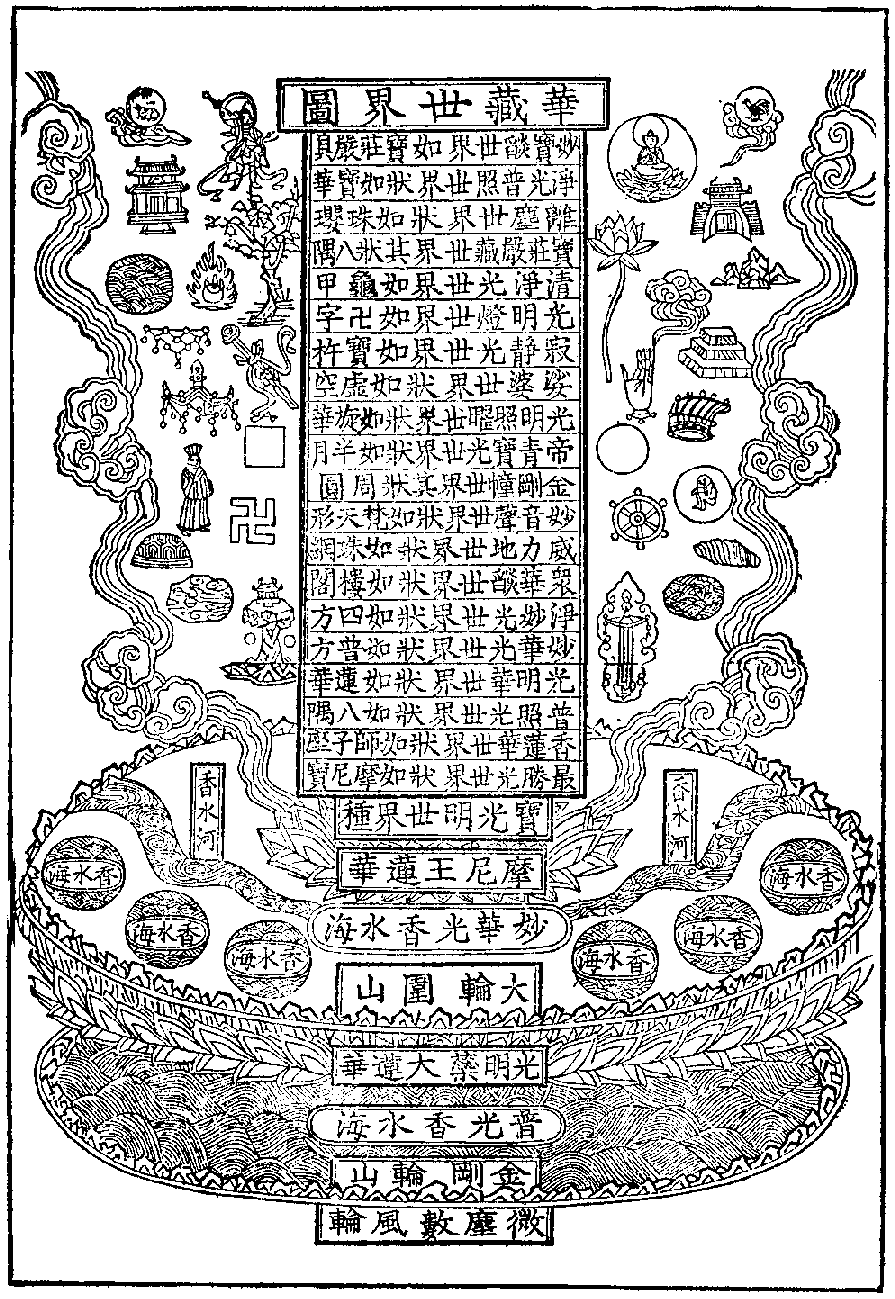 華藏世界圖
妙寶燄世界如寶莊嚴具
淨光普照世界狀如寶華
離塵世界狀如珠瓔
寶莊嚴藏世界其狀八隅
清淨光世界如龜甲
光明燈世界如卍字
寂靜光世界如寶杵
娑婆世界狀如虛空
光明照曜世界狀如旋華
帝青寶光世界狀如半月
金剛幢世界其狀周圓
妙音聲世界狀如梵天形
威力地世界狀如珠網
眾華燄世界狀如樓閣
淨妙光世界狀如四方
妙華光世界狀如普方
光明華世界狀如蓮華
普照光世界狀如八隅
香蓮華世界狀如師子座
最勝光世界狀如摩尼寶
寶光明世界種
香水河
香水河
摩尼王蓮華
香水海
香水海
妙華光香水海
香水海
香水海
香水海
香水海
大輪圍山
光明蘂大蓮華
普光香水海
金剛輪山
微塵數風輪